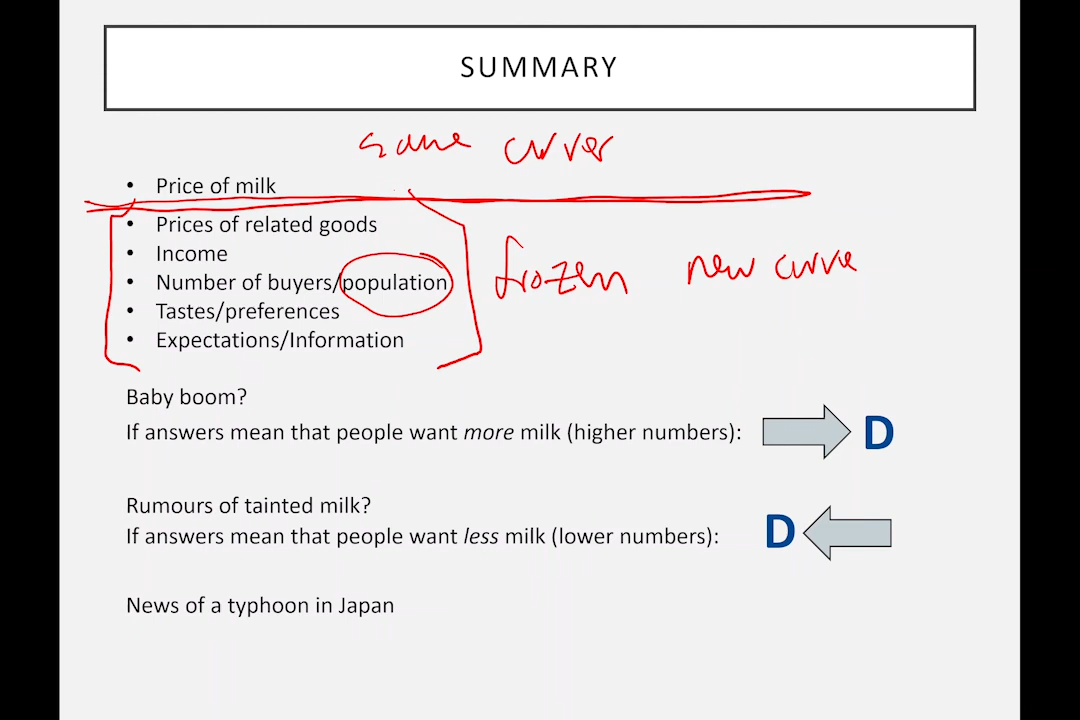 SUMMARY
same curver
• Price of milk
• Prices of related goods
• Income
• Number of buyers/population
frozen new curve
• Tastes/preferences
• Expectations/Information
Baby boom?
If answers mean that people want more milk (higher numbers): D
Rumours of tainted milk?
If answers mean that people want less milk (lower numbers): D
News of a typhoon in Japan